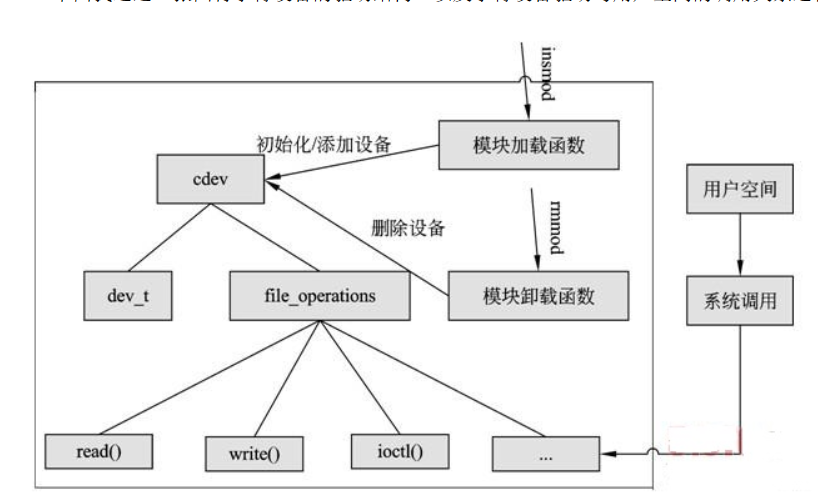 insmod
模块加载函数
初始化/添加设备
cdev
用户空间
rmmod
删除设备
dev_t
file_operations
模块卸载函数
系统调用
read()
write()
ioctl()
...